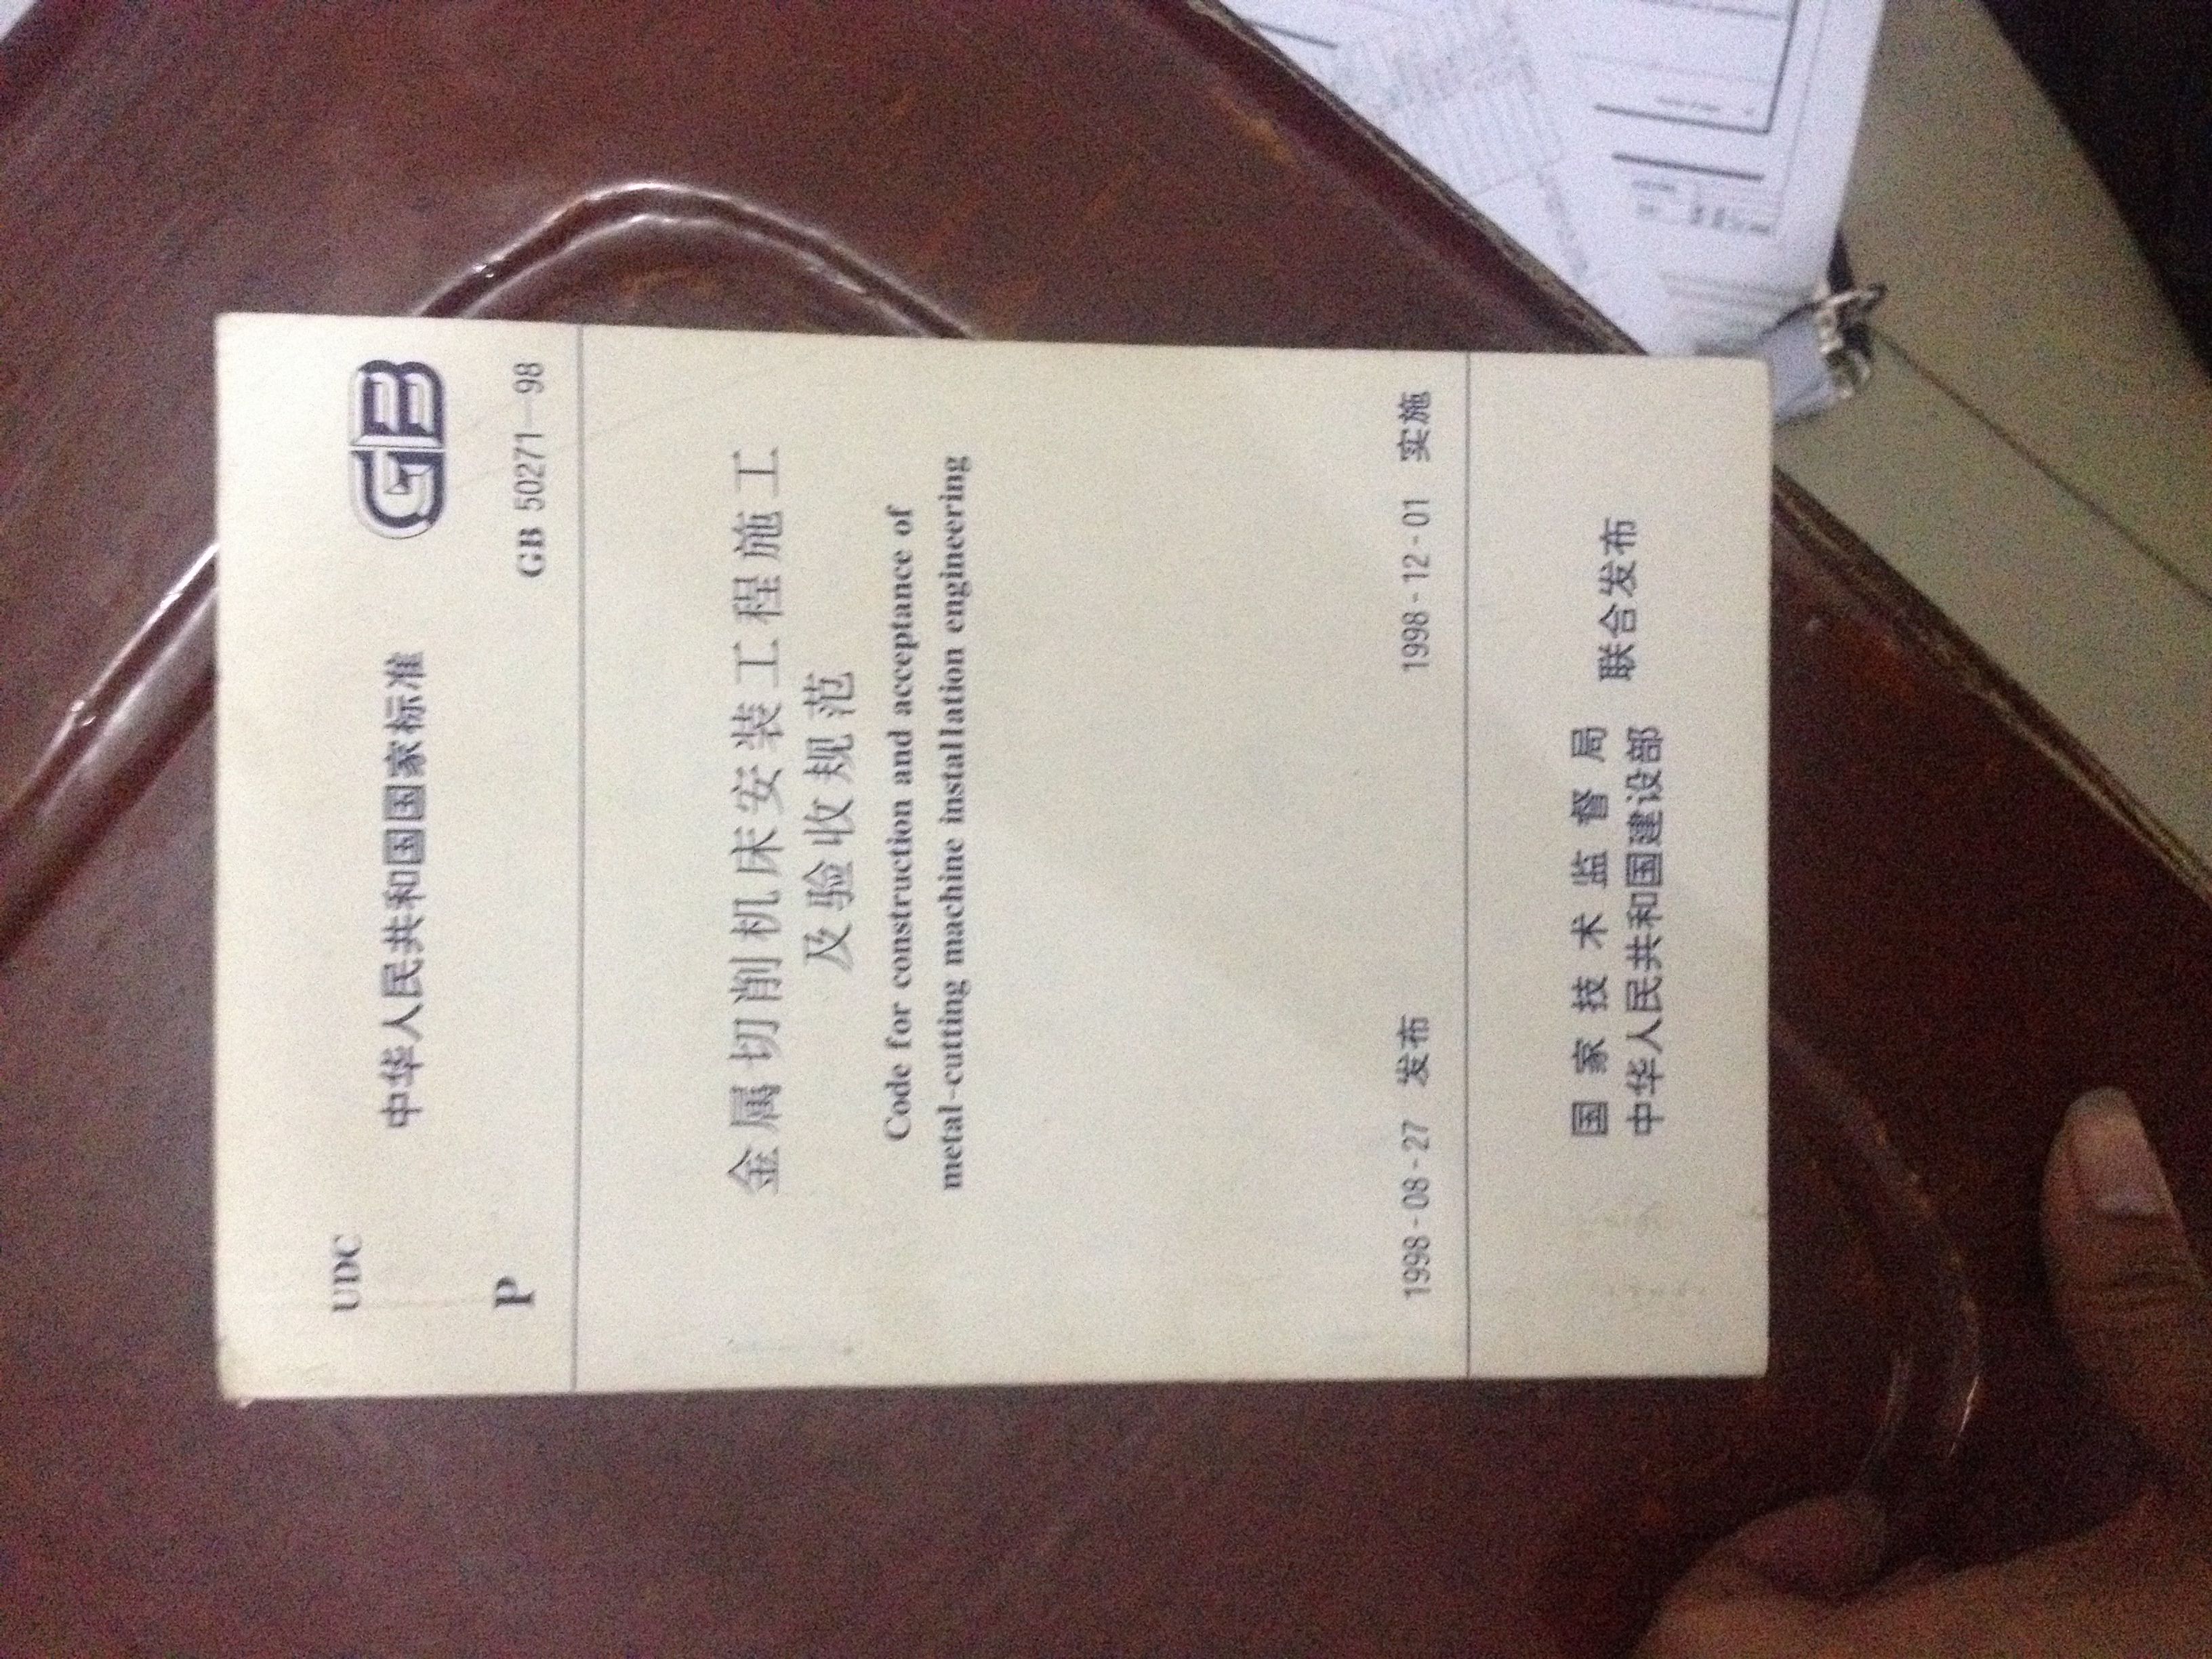 UDC
中华人民共和国国家标准
GB
P
GB 50271—98
金属切削机床安装工程施工
及验收规范
Code for construction and acceptance of
metal-cutting machine installation engineering
1998-08-27 发布
1998-12-01 实施
国家技术监督局
中华人民共和国建设部
联合发布